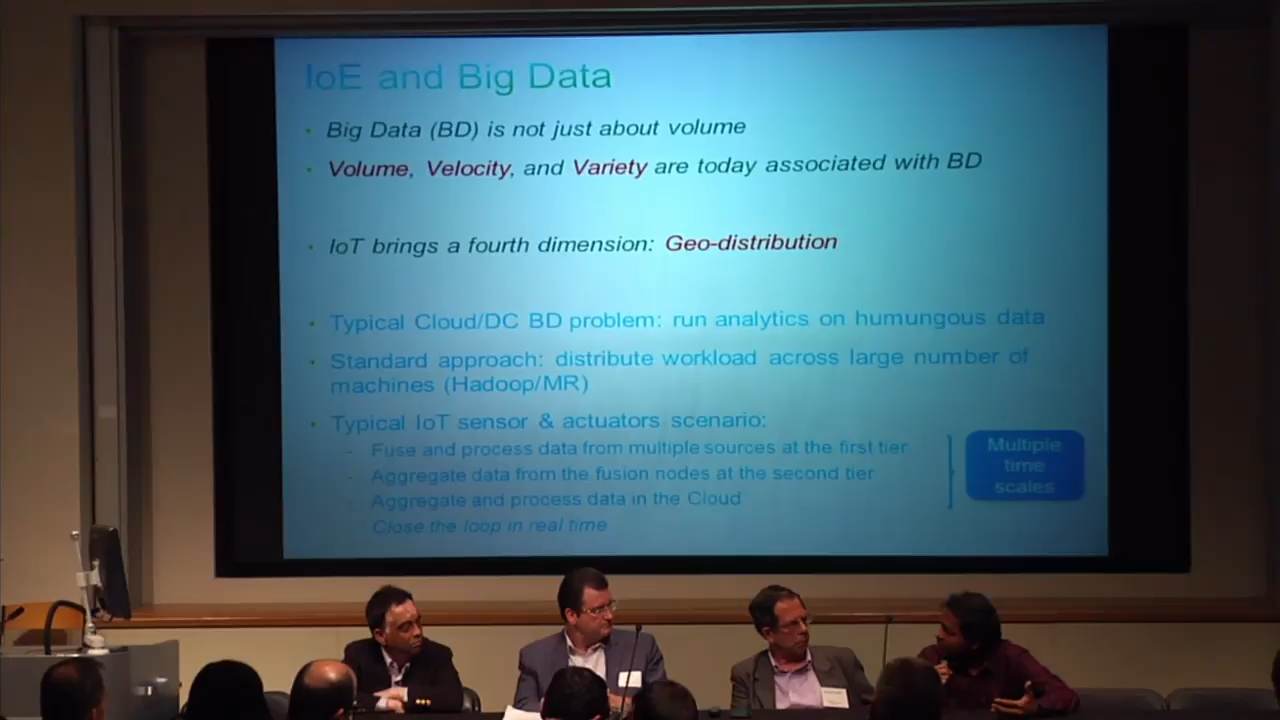 IoE and Big Data
Big Data (BD) is not just about volume
Volume, Velocity, and Variety are today associated with BD
IoT brings a fourth dimension: Geo-distribution
Typical Cloud/DC BD problem: run analytics on humungous data
Standard approach: distribute workload across large number of
machines (Hadoop/MR)
Typical IoT sensor & actuators scenario:
- Fuse and process data from multiple sources at the first tier
- Aggregate data from the fusion nodes at the second tier
Aggregate and process data in the Cloud
Close the loop in real time
Multiple
time
scales